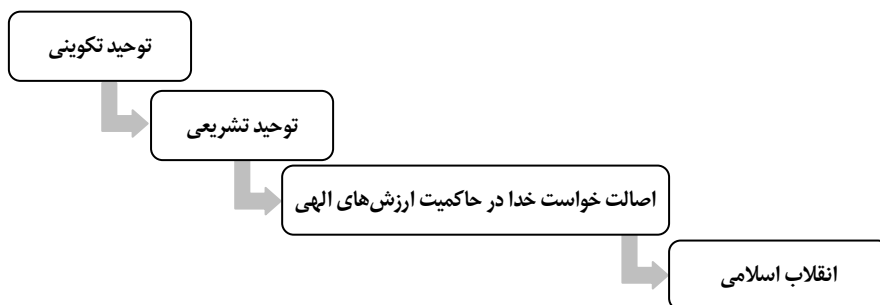 توحید تکوینی
توحید تشریعی
اصالت خواست خدا در حاکمیت ارزش‌های الهی
انقلاب اسلامی